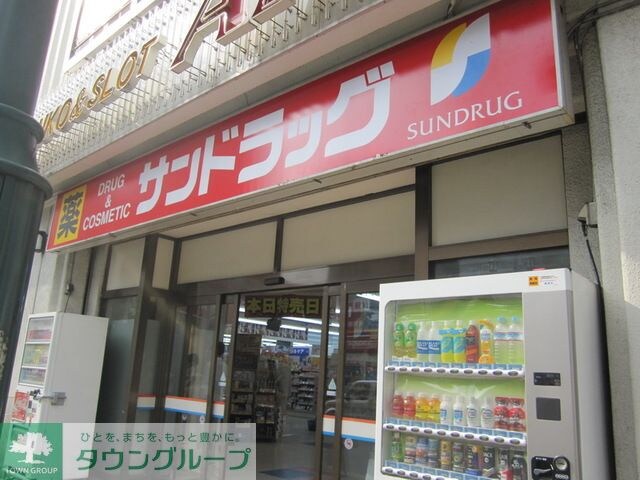 KO & SLOT
A
薬
DRUG
&
COSMETIC
サンドラッグ
SUNDRUG
本日特売日
TOWN GROUP
ひとを、まちを、もっと豊かに。
タウングループ